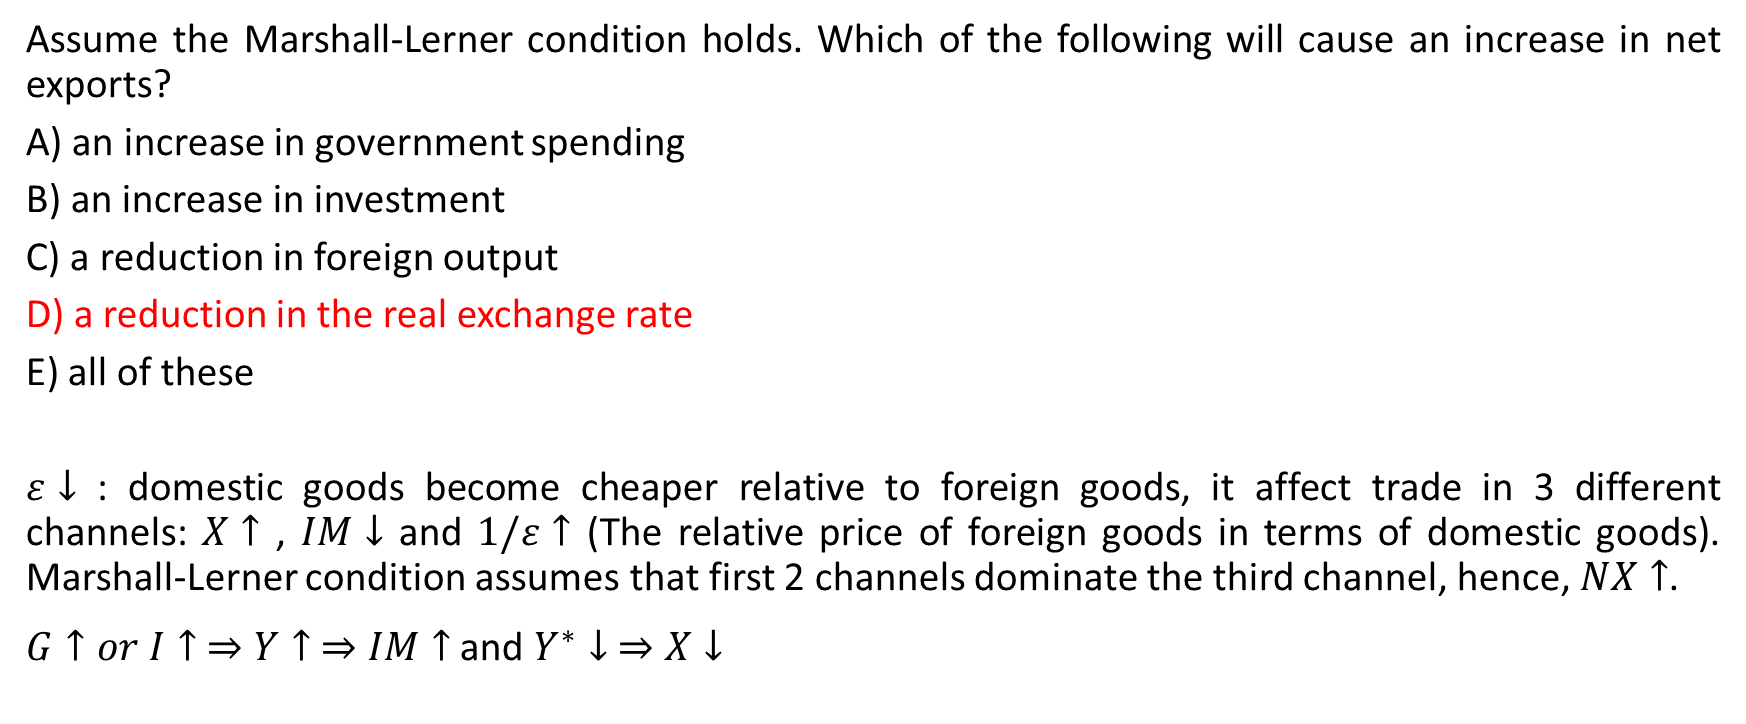 Assume the Marshall-Lerner condition holds. Which of the following will cause an increase in net
exports?
A) an increase in government spending
B) an increase in investment
C) a reduction in foreign output
D) a reduction in the real exchange rate
E) all of these
ε ↓ : domestic goods become cheaper relative to foreign goods, it affect trade in 3 different
channels: X ↑ , IM ↓ and 1/ε ↑ (The relative price of foreign goods in terms of domestic goods).
Marshall-Lerner condition assumes that first 2 channels dominate the third channel, hence, NX ↑.
G ↑ or I ↑⇒ Y ↑⇒ IM ↑ and Y* ↓⇒ X ↓